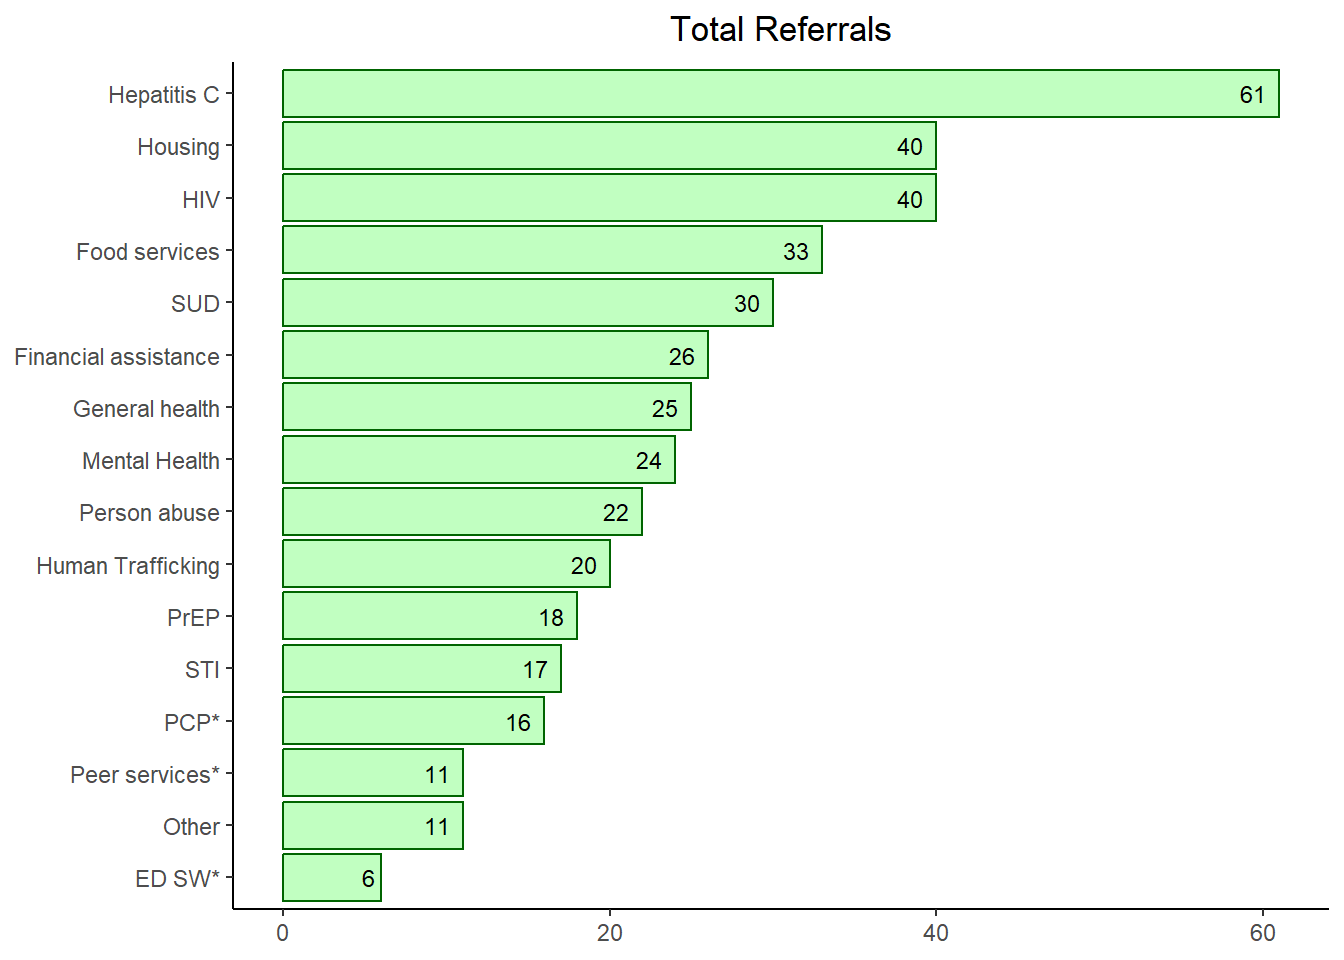 Total Referrals
Hepatitis C 61
Housing 40
HIV 40
Food services 33
SUD 30
Financial assistance 26
General health 25
Mental Health 24
Person abuse 22
Human Trafficking 20
PrEP 18
STI 17
PCP* 16
Peer services* 11
Other 11
ED SW* 6
0 20 40 60